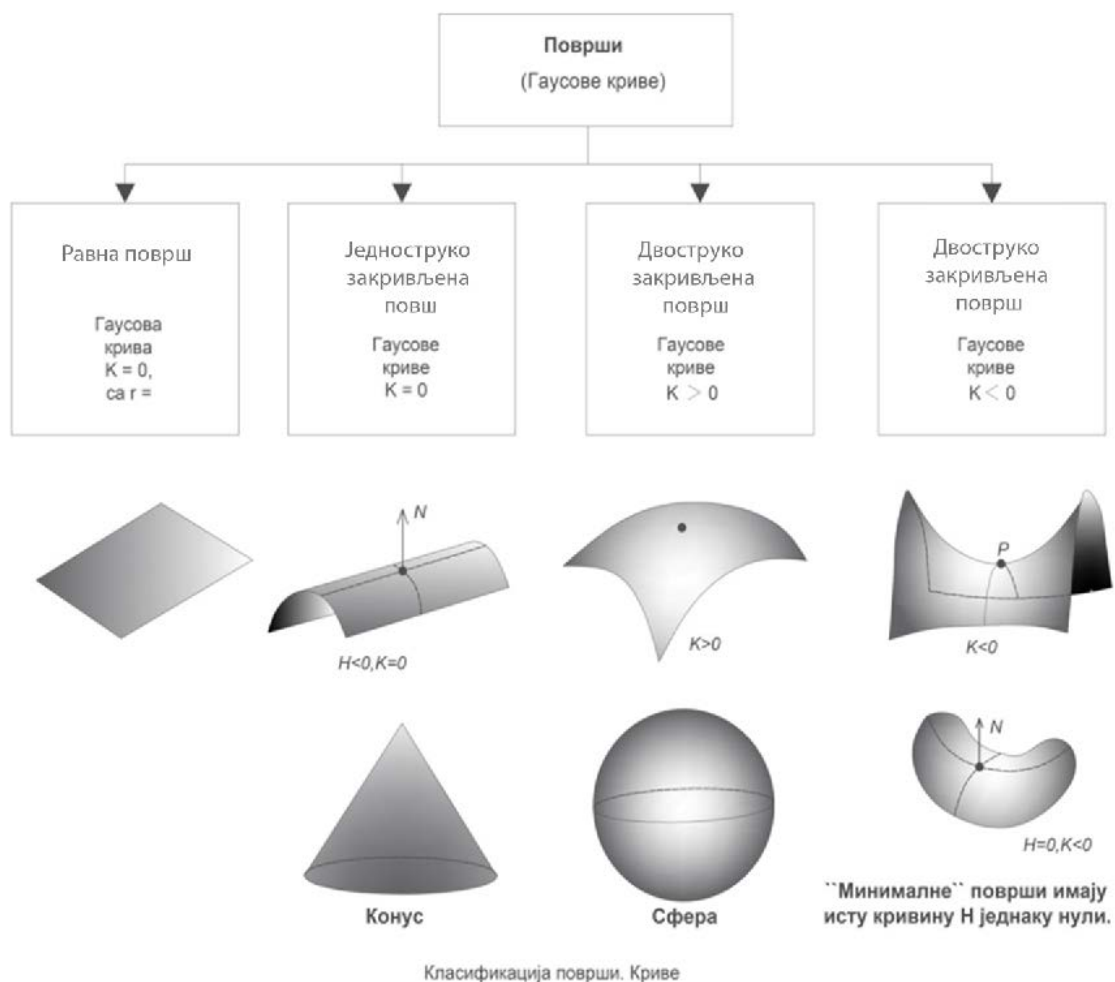 Површи
(Гаусове криве)
Равна површ
Гаусова
крива
K = 0,
са r =
Једноструко
закривљена
повш
Гаусове
криве
K = 0
Двоструко
закривљена
површ
Гаусове
криве
K > 0
Двоструко
закривљена
површ
Гаусове
криве
K < 0
N
H<0,K=0
K>0
P
K<0
N
H=0,K<0
Конус
Сфера
``Минималне`` површи имају
исту кривину H једнаку нули.
Класификација површи. Криве